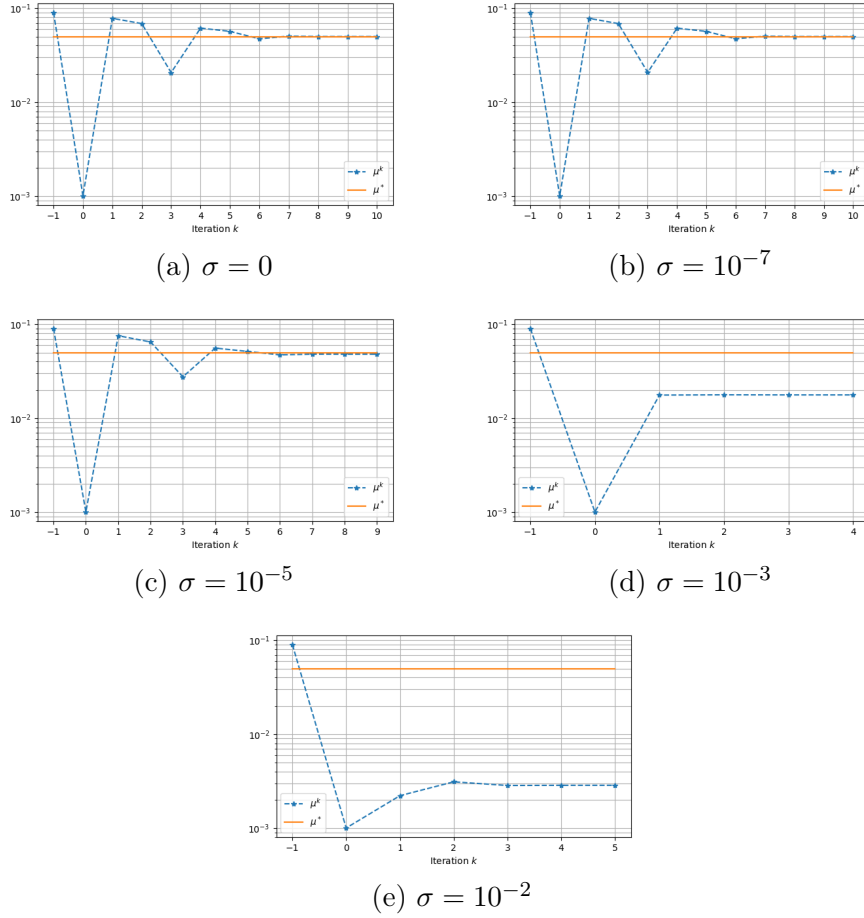 10⁻¹
10⁻²
10⁻³
μᵏ
μ*
−1 0 1 2 3 4 5 6 7 8 9 10
Iteration k
(a) σ = 0
10⁻¹
10⁻²
10⁻³
μᵏ
μ*
−1 0 1 2 3 4 5 6 7 8 9 10
Iteration k
(b) σ = 10⁻⁷
10⁻¹
10⁻²
10⁻³
μᵏ
μ*
−1 0 1 2 3 4 5 6 7 8 9
Iteration k
(c) σ = 10⁻⁵
10⁻¹
10⁻²
10⁻³
μᵏ
μ*
−1 0 1 2 3 4
Iteration k
(d) σ = 10⁻³
10⁻¹
10⁻²
10⁻³
μᵏ
μ*
−1 0 1 2 3 4 5
Iteration k
(e) σ = 10⁻²